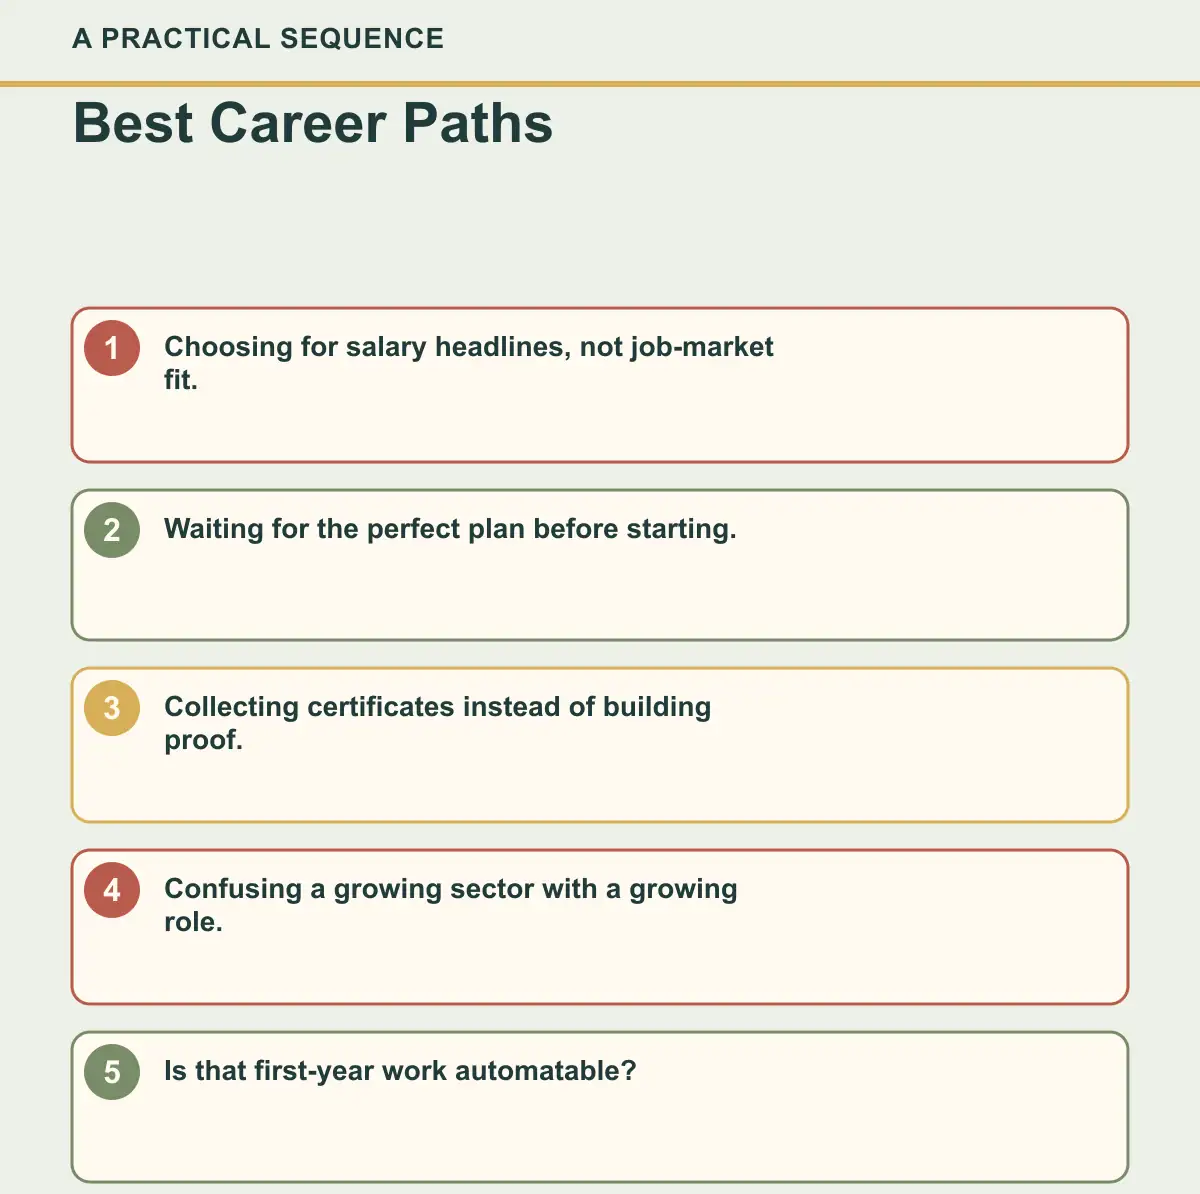 A PRACTICAL SEQUENCE
Best Career Paths
1
Choosing for salary headlines, not job-market
fit.
2
Waiting for the perfect plan before starting.
3
Collecting certificates instead of building
proof.
4
Confusing a growing sector with a growing
role.
5
Is that first-year work automatable?